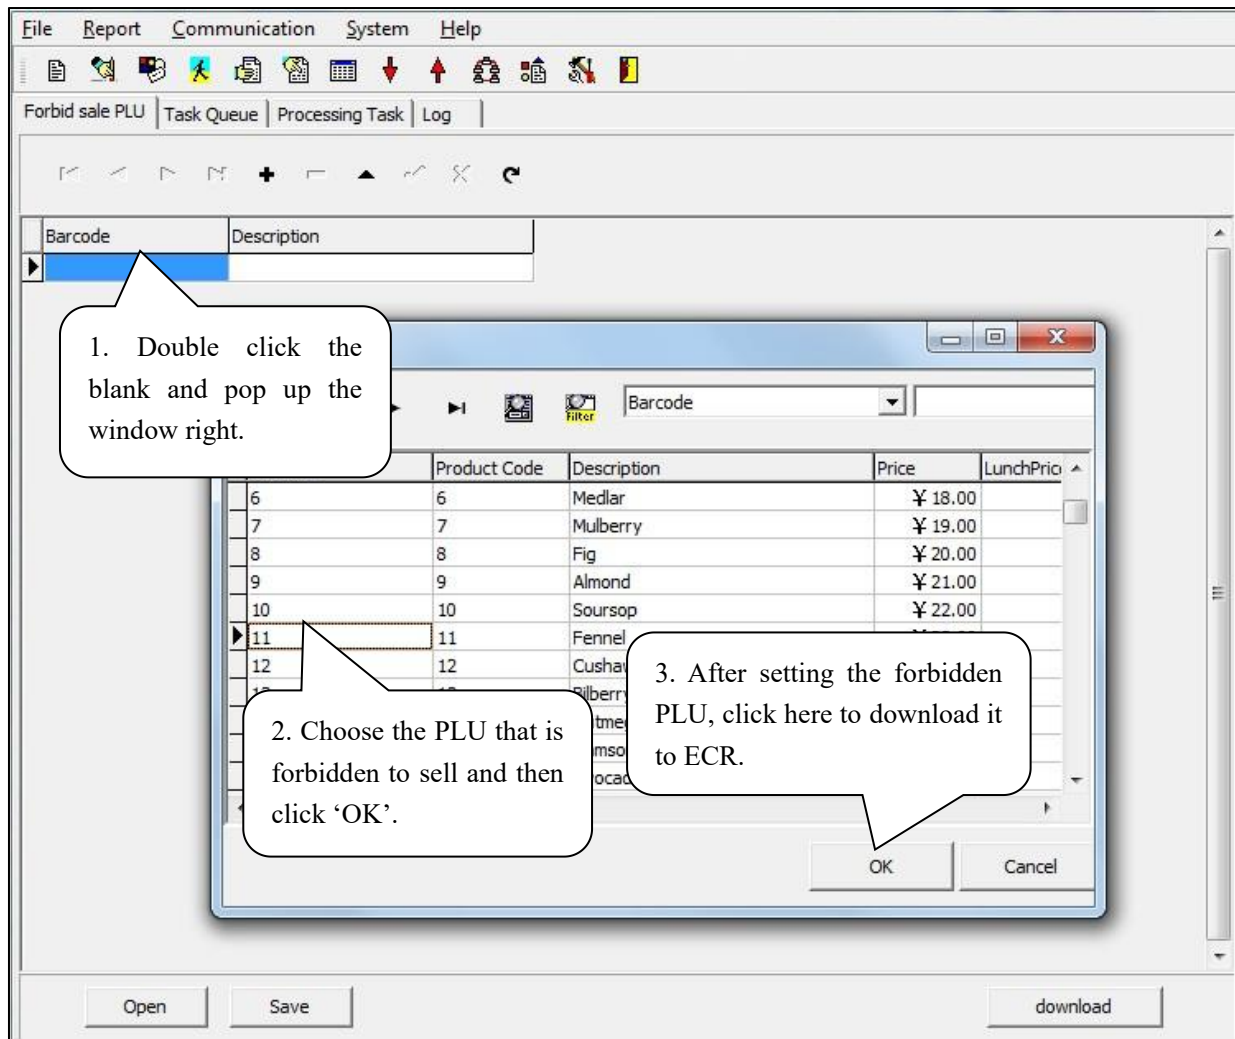 File Report Communication System Help
Forbid sale PLU Task Queue Processing Task Log
Barcode Description
1. Double click the
blank and pop up the
window right.
Filter Barcode
Product Code Description Price
6 6 Medlar ¥ 18.00
7 7 Mulberry ¥ 19.00
8 8 Fig ¥ 20.00
9 9 Almond ¥ 21.00
10 10 Soursop ¥ 22.00
11 11 Fennel
12 12
2. Choose the PLU that is
forbidden to sell and then
click ‘OK’.
3. After setting the forbidden
PLU, click here to download it
to ECR.
OK Cancel
Open Save download